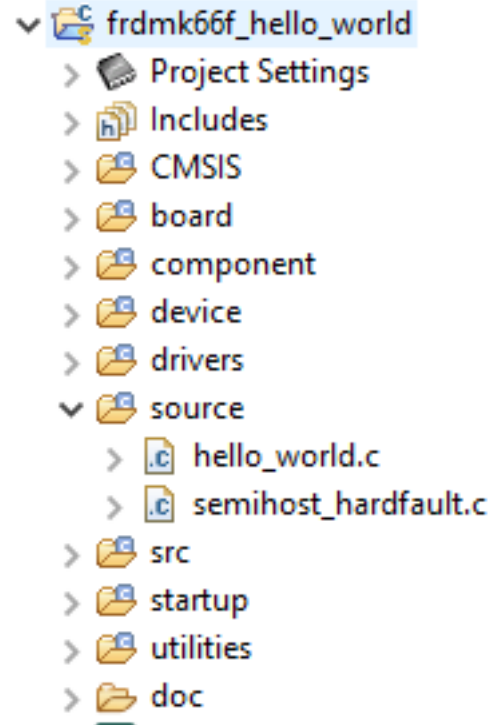 frdmk66f_hello_world
Project Settings
Includes
CMSIS
board
component
device
drivers
source
.c hello_world.c
.c semihost_hardfault.c
src
startup
utilities
doc